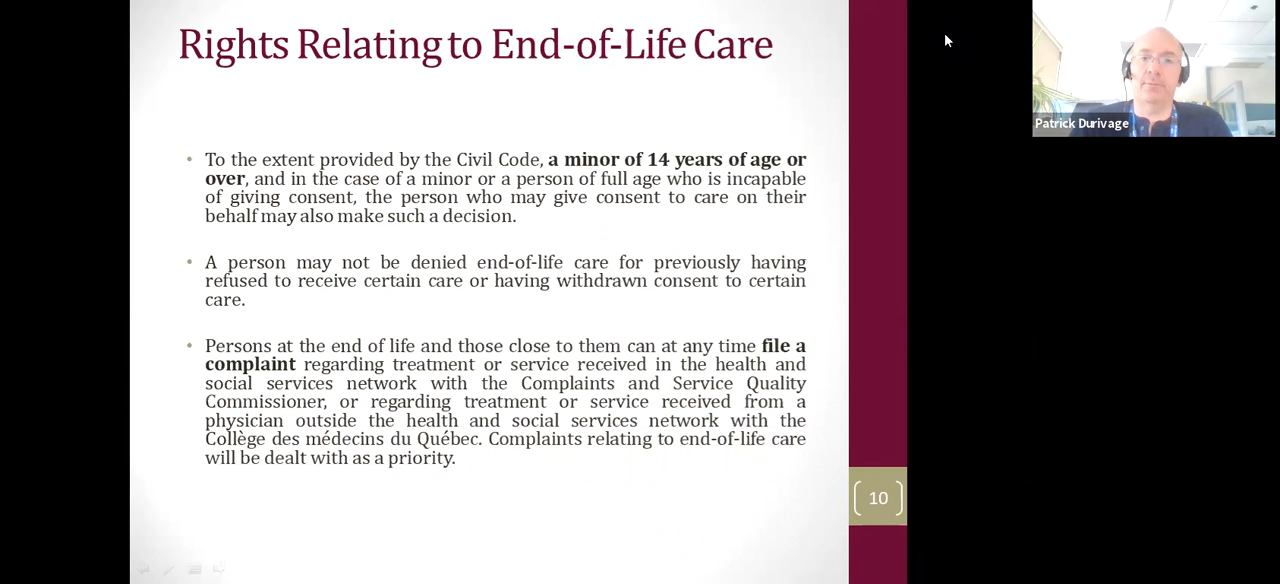 Rights Relating to End-of-Life Care
Patrick Durivage
• To the extent provided by the Civil Code, a minor of 14 years of age or
over, and in the case of a minor or a person of full age who is incapable
of giving consent, the person who may give consent to care on their
behalf may also make such a decision.
• A person may not be denied end-of-life care for previously having
refused to receive certain care or having withdrawn consent to certain
care.
• Persons at the end of life and those close to them can at any time file a
complaint regarding treatment or service received in the health and
social services network with the Complaints and Service Quality
Commissioner, or regarding treatment or service received from a
physician outside the health and social services network with the
Collège des médecins du Québec. Complaints relating to end-of-life care
will be dealt with as a priority.
10